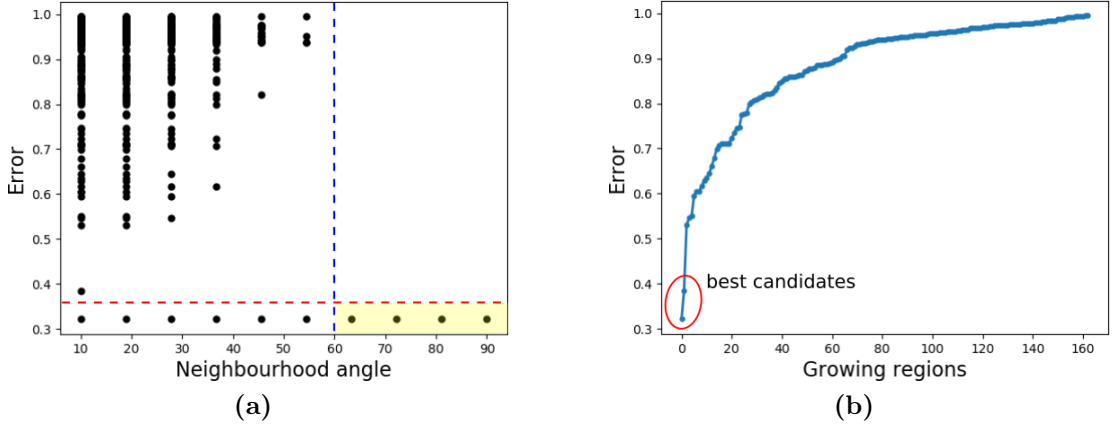 1.0
0.9
0.8
0.7
0.6
0.5
0.4
0.3
Error
10 20 30 40 50 60 70 80 90
Neighbourhood angle
(a)
1.0
0.9
0.8
0.7
0.6
0.5
0.4
0.3
Error
best candidates
0 20 40 60 80 100 120 140 160
Growing regions
(b)